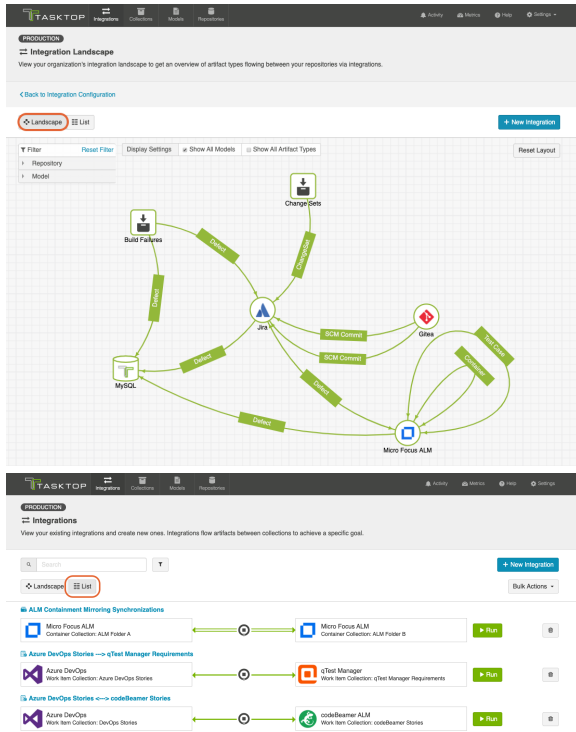 TASKTOP
Integrations
Collections
Models
Repositories
Activity
Metrics
Help
Settings
PRODUCTION
Integration Landscape
View your organization's integration landscape to get an overview of artifact types flowing between your repositories via integrations.
Back to Integration Configuration
Landscape
List
+ New Integration
Filter
Reset Filter
Display Settings
Show All Models
Show All Artifact Types
Reset Layout
Repository
Model
Change Sets
Build Failures
Defect
ChangeSet
Defect
Jira
Gitea
SCM Commit
SCM Commit
Test Case
Container
Defect
Defect
MySQL
Defect
Micro Focus ALM
TASKTOP
Integrations
Collections
Models
Repositories
Activity
Metrics
Help
Settings
PRODUCTION
Integrations
View your existing integrations and create new ones. Integrations flow artifacts between collections to achieve a specific goal.
Search
+ New Integration
Landscape
List
Bulk Actions
ALM Containment Mirroring Synchronizations
Micro Focus ALM
Container Collection: ALM Folder A
Micro Focus ALM
Container Collection: ALM Folder B
Run
Azure DevOps Stories ---> qTest Manager Requirements
Azure DevOps
Work Item Collection: Azure DevOps Stories
qTest Manager
Work Item Collection: qTest Manager Requirements
Run
Azure DevOps Stories <---> codeBeamer Stories
Azure DevOps
Work Item Collection: DevOps Stories
codeBeamer ALM
Work Item Collection: codeBeamer Stories
Run